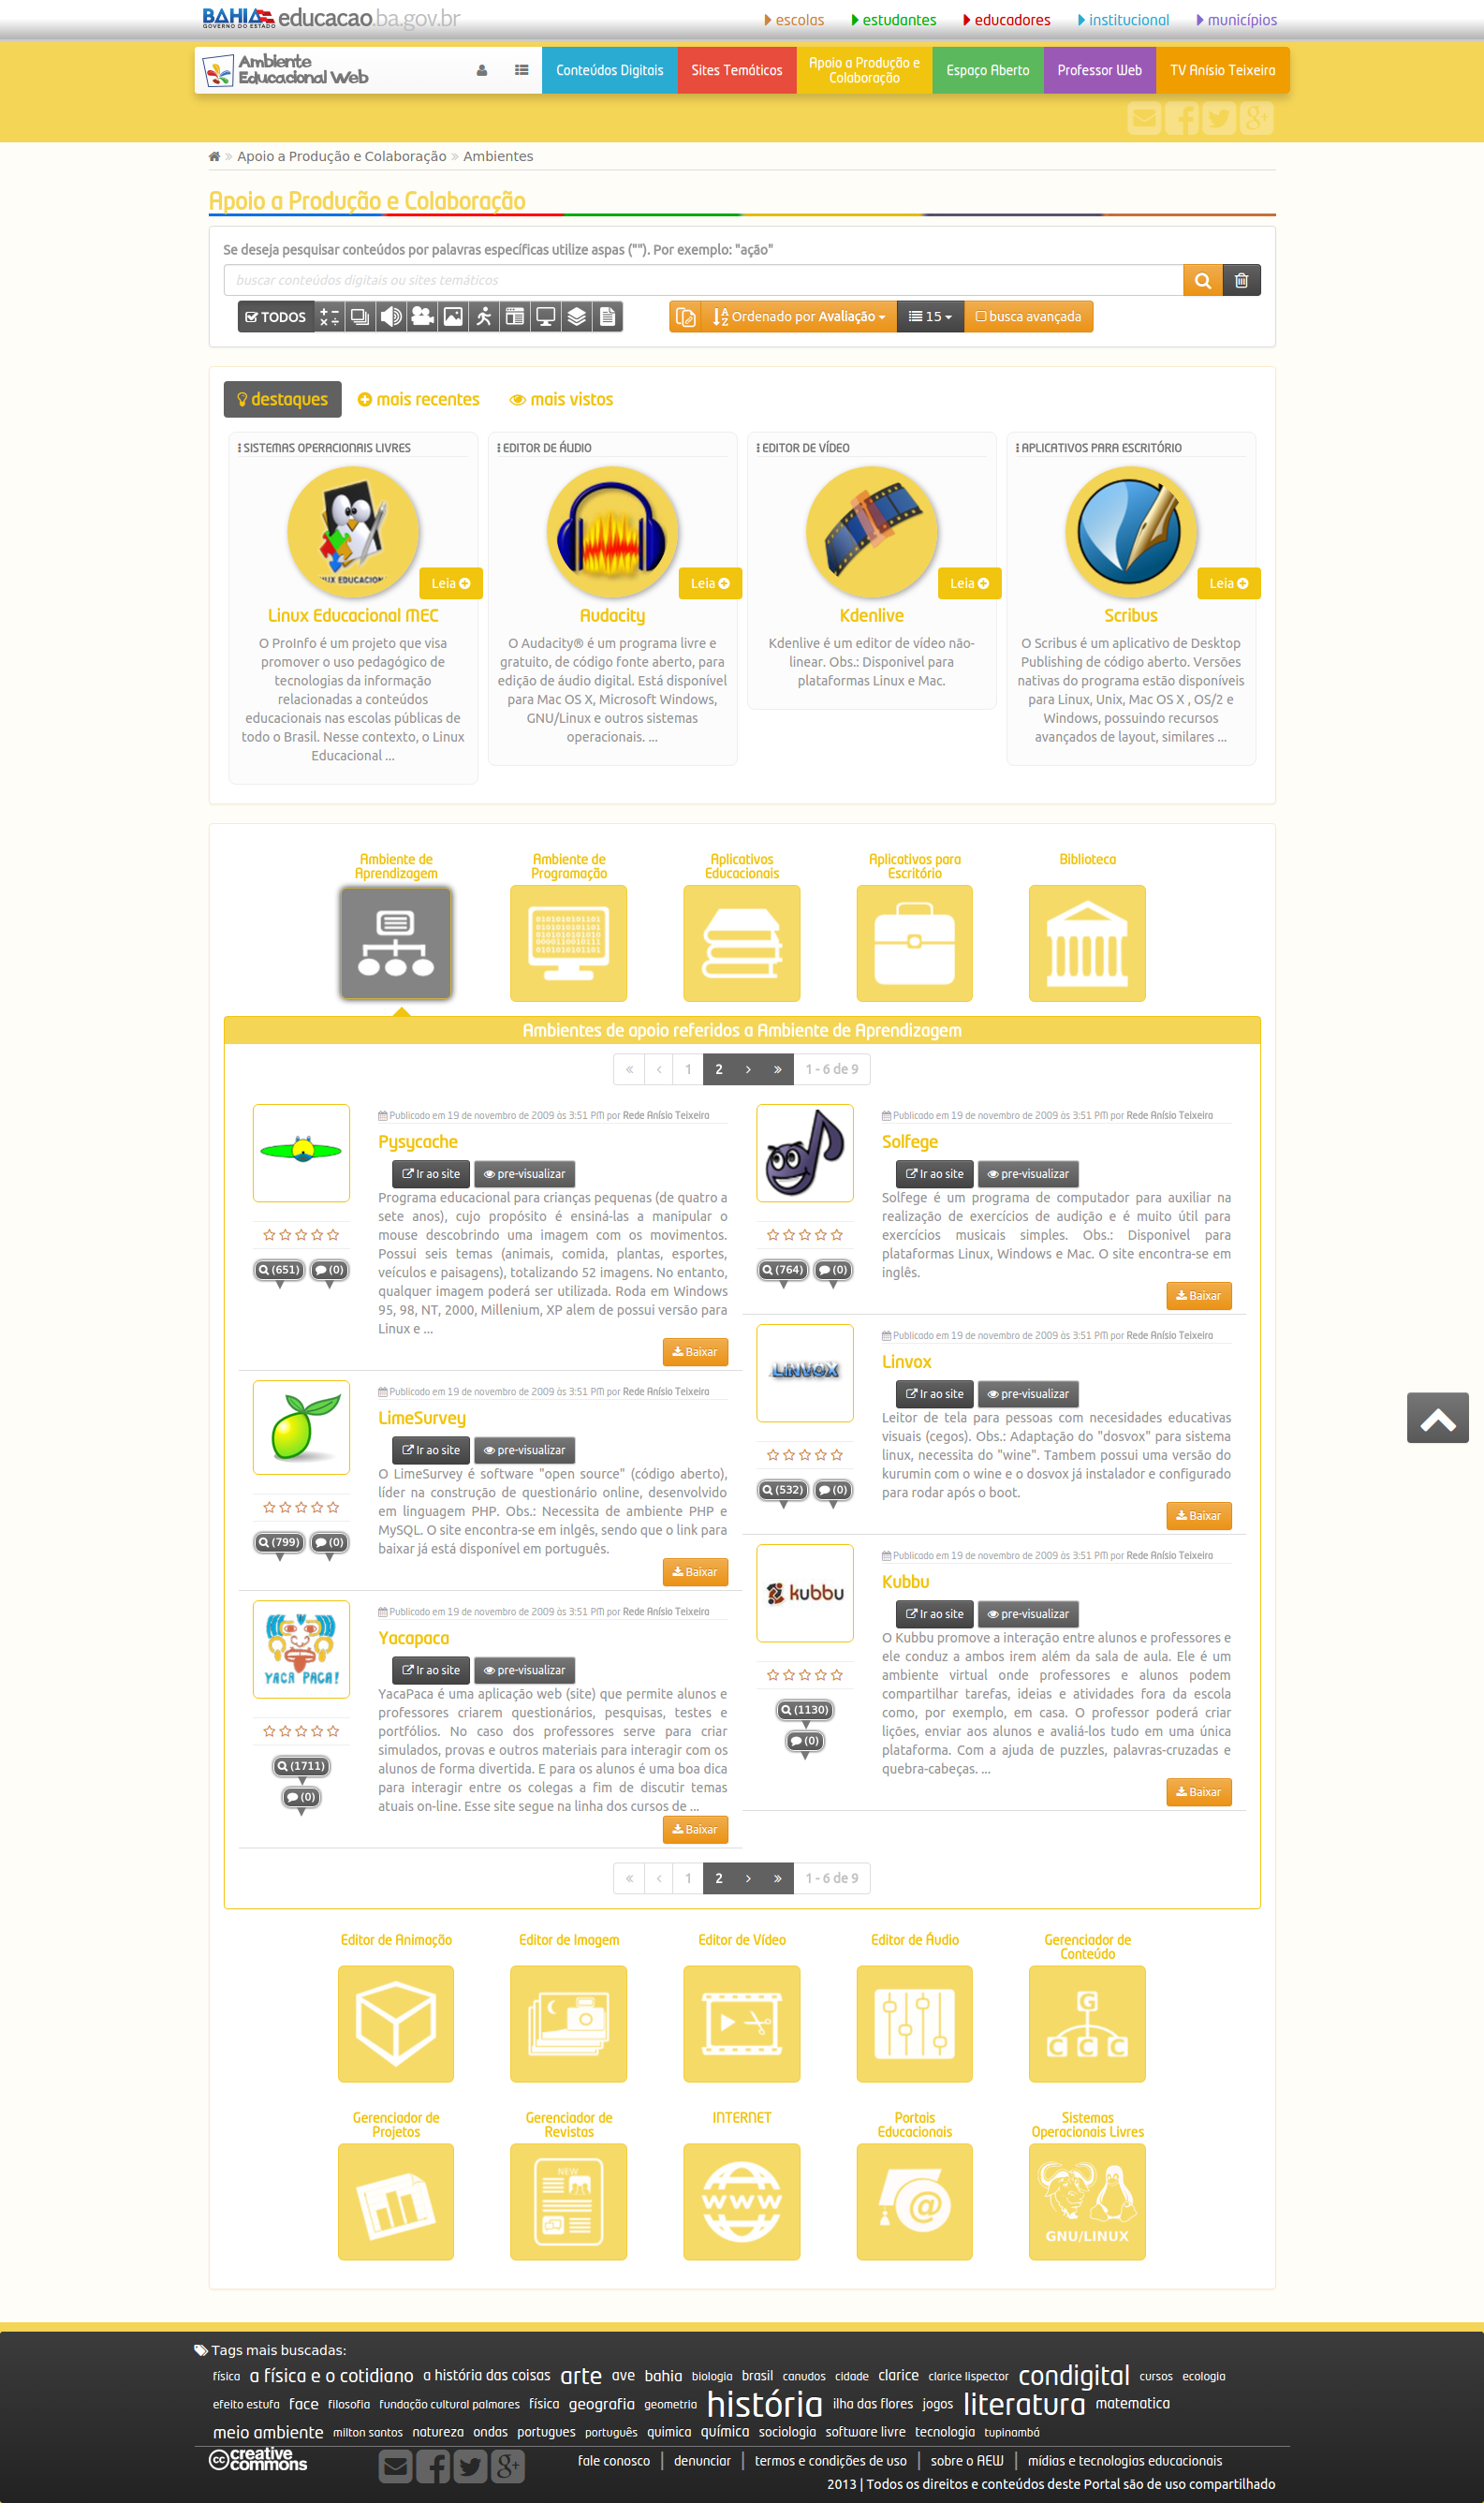 BAHIA GOVERNO DO ESTADO educacao.ba.gov.br
escolas estudantes educadores institucional municípios
Ambiente Educacional Web
Conteúdos Digitais Sites Temáticos Apoio a Produção e Colaboração Espaço Aberto Professor Web TV Anísio Teixeira
» Apoio a Produção e Colaboração » Ambientes
Apoio a Produção e Colaboração
Se deseja pesquisar conteúdos por palavras específicas utilize aspas (""). Por exemplo: "ação"
buscar conteúdos digitais ou sites temáticos
TODOS Ordenado por Avaliação 15 busca avançada
destaques mais recentes mais vistos
SISTEMAS OPERACIONAIS LIVRES
Leia
Linux Educacional MEC
O ProInfo é um projeto que visa
promover o uso pedagógico de
tecnologias da informação
relacionadas a conteúdos
educacionais nas escolas públicas de
todo o Brasil. Nesse contexto, o Linux
Educacional ...
EDITOR DE ÁUDIO
Leia
Audacity
O Audacity® é um programa livre e
gratuito, de código fonte aberto, para
edição de áudio digital. Está disponível
para Mac OS X, Microsoft Windows,
GNU/Linux e outros sistemas
operacionais. ...
EDITOR DE VÍDEO
Leia
Kdenlive
Kdenlive é um editor de vídeo não-
linear. Obs.: Disponivel para
plataformas Linux e Mac.
APLICATIVOS PARA ESCRITÓRIO
Leia
Scribus
O Scribus é um aplicativo de Desktop
Publishing de código aberto. Versões
nativas do programa estão disponíveis
para Linux, Unix, Mac OS X , OS/2 e
Windows, possuindo recursos
avançados de layout, similares ...
Ambiente de Aprendizagem
Ambiente de Programação
Aplicativos Educacionais
Aplicativos para Escritório
Biblioteca
Ambientes de apoio referidos a Ambiente de Aprendizagem
« ‹ 1 2 › » 1 - 6 de 9
Publicado em 19 de novembro de 2009 às 3:51 PM por Rede Anísio Teixeira
Pysycache
Ir ao site pre-visualizar
Programa educacional para crianças pequenas (de quatro a
sete anos), cujo propósito é ensiná-las a manipular o
mouse descobrindo uma imagem com os movimentos.
Possui seis temas (animais, comida, plantas, esportes,
veículos e paisagens), totalizando 52 imagens. No entanto,
qualquer imagem poderá ser utilizada. Roda em Windows
95, 98, NT, 2000, Millenium, XP alem de possui versão para
Linux e ...
(651) (0)
Baixar
Publicado em 19 de novembro de 2009 às 3:51 PM por Rede Anísio Teixeira
Solfege
Ir ao site pre-visualizar
Solfege é um programa de computador para auxiliar na
realização de exercícios de audição e é muito útil para
exercícios musicais simples. Obs.: Disponivel para
plataformas Linux, Windows e Mac. O site encontra-se em
inglês.
(764) (0)
Baixar
Publicado em 19 de novembro de 2009 às 3:51 PM por Rede Anísio Teixeira
LimeSurvey
Ir ao site pre-visualizar
O LimeSurvey é software "open source" (código aberto),
líder na construção de questionário online, desenvolvido
em linguagem PHP. Obs.: Necessita de ambiente PHP e
MySQL. O site encontra-se em inlgês, sendo que o link para
baixar já está disponível em português.
(799) (0)
Baixar
LINVOX
Publicado em 19 de novembro de 2009 às 3:51 PM por Rede Anísio Teixeira
Linvox
Ir ao site pre-visualizar
Leitor de tela para pessoas com necesidades educativas
visuais (cegos). Obs.: Adaptação do "dosvox" para sistema
linux, necessita do "wine". Tambem possui uma versão do
kurumin com o wine e o dosvox já instalador e configurado
para rodar após o boot.
(532) (0)
Baixar
YACA PACA!
Publicado em 19 de novembro de 2009 às 3:51 PM por Rede Anísio Teixeira
Yacapaca
Ir ao site pre-visualizar
YacaPaca é uma aplicação web (site) que permite alunos e
professores criarem questionários, pesquisas, testes e
portfólios. No caso dos professores serve para criar
simulados, provas e outros materiais para interagir com os
alunos de forma divertida. E para os alunos é uma boa dica
para interagir entre os colegas a fim de discutir temas
atuais on-line. Esse site segue na linha dos cursos de ...
(1711)
(0)
Baixar
kubbu
Publicado em 19 de novembro de 2009 às 3:51 PM por Rede Anísio Teixeira
Kubbu
Ir ao site pre-visualizar
O Kubbu promove a interação entre alunos e professores e
ele conduz a ambos irem além da sala de aula. Ele é um
ambiente virtual onde professores e alunos podem
compartilhar tarefas, ideias e atividades fora da escola
como, por exemplo, em casa. O professor poderá criar
lições, enviar aos alunos e avaliá-los tudo em uma única
plataforma. Com a ajuda de puzzles, palavras-cruzadas e
quebra-cabeças. ...
(1130)
(0)
Baixar
« ‹ 1 2 › » 1 - 6 de 9
Editor de Animação
Editor de Imagem
Editor de Vídeo
Editor de Áudio
Gerenciador de Conteúdo
G C C C
Gerenciador de Projetos
Gerenciador de Revistas
NEW
INTERNET
WWW
Portais Educacionais
@
Sistemas Operacionais Livres
GNU/LINUX
Tags mais buscadas:
física a física e o cotidiano a história das coisas arte ave bahia biologia brasil canudos cidade clarice clarice lispector condigital cursos ecologia
efeito estufa face filosofia fundação cultural palmares física geografia geometria história ilha das flores jogos literatura matematica
meio ambiente milton santos natureza ondas portugues português quimica química sociologia software livre tecnologia tupinambá
creative commons
fale conosco denunciar termos e condições de uso sobre o AEW mídias e tecnologias educacionais
2013 | Todos os direitos e conteúdos deste Portal são de uso compartilhado